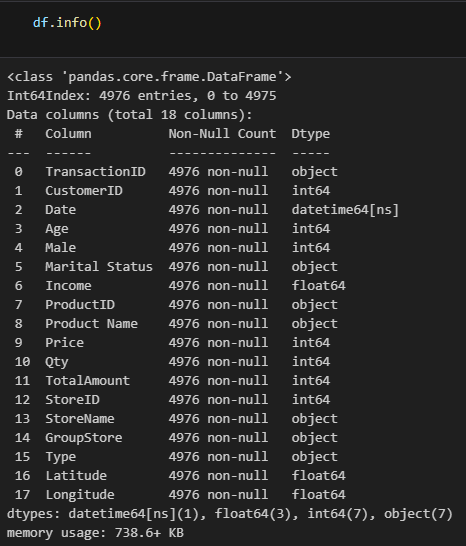 df.info()
<class 'pandas.core.frame.DataFrame'>
Int64Index: 4976 entries, 0 to 4975
Data columns (total 18 columns):
 #   Column          Non-Null Count  Dtype
---  ------          --------------  -----
 0   TransactionID   4976 non-null   object
 1   CustomerID      4976 non-null   int64
 2   Date            4976 non-null   datetime64[ns]
 3   Age             4976 non-null   int64
 4   Male            4976 non-null   int64
 5   Marital Status  4976 non-null   object
 6   Income          4976 non-null   float64
 7   ProductID       4976 non-null   object
 8   Product Name    4976 non-null   object
 9   Price           4976 non-null   int64
 10  Qty             4976 non-null   int64
 11  TotalAmount     4976 non-null   int64
 12  StoreID         4976 non-null   int64
 13  StoreName       4976 non-null   object
 14  GroupStore      4976 non-null   object
 15  Type            4976 non-null   object
 16  Latitude        4976 non-null   float64
 17  Longitude       4976 non-null   float64
dtypes: datetime64[ns](1), float64(3), int64(7), object(7)
memory usage: 738.6+ KB